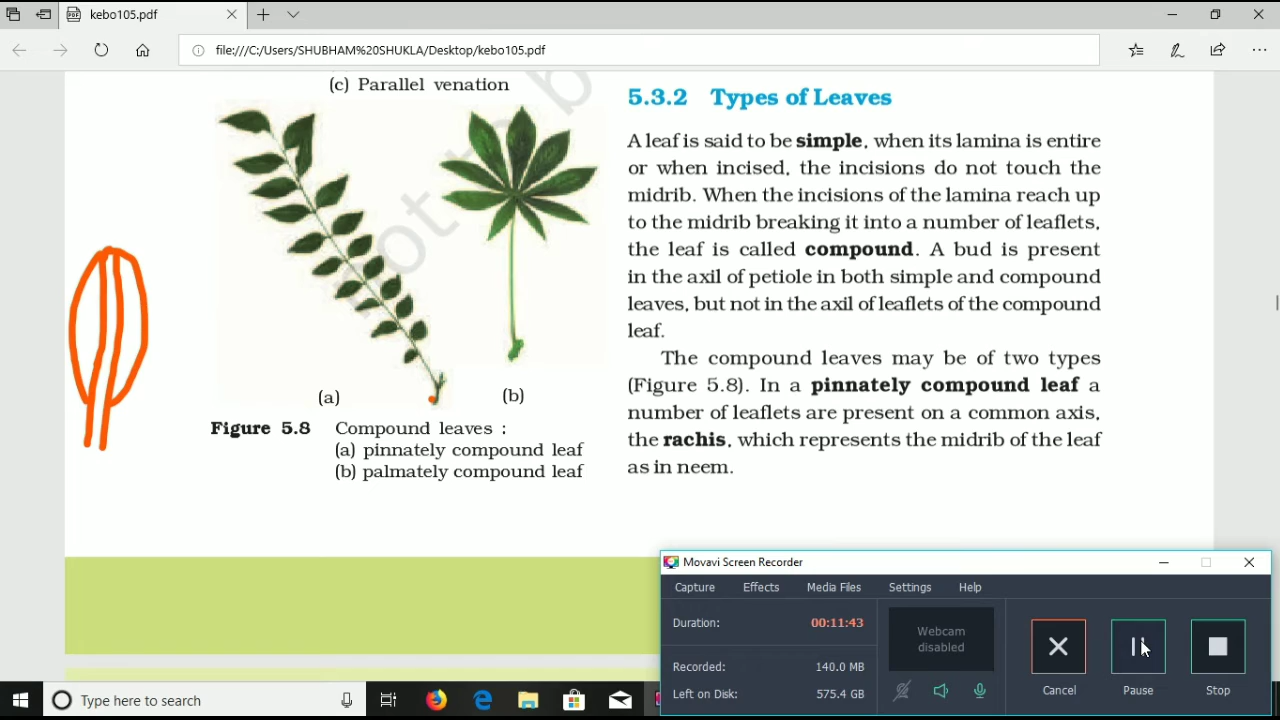 kebo105.pdf
file:///C:/Users/SHUBHAM%20SHUKLA/Desktop/kebo105.pdf
(c) Parallel venation
(a)
(b)
Figure 5.8 Compound leaves :
(a) pinnately compound leaf
(b) palmately compound leaf
5.3.2 Types of Leaves
A leaf is said to be simple, when its lamina is entire
or when incised, the incisions do not touch the
midrib. When the incisions of the lamina reach up
to the midrib breaking it into a number of leaflets,
the leaf is called compound. A bud is present
in the axil of petiole in both simple and compound
leaves, but not in the axil of leaflets of the compound
leaf.
The compound leaves may be of two types
(Figure 5.8). In a pinnately compound leaf a
number of leaflets are present on a common axis,
the rachis, which represents the midrib of the leaf
as in neem.
Movavi Screen Recorder
Capture Effects Media Files Settings Help
Duration: 00:11:43
Recorded: 140.0 MB
Left on Disk: 575.4 GB
Webcam
disabled
Cancel Pause Stop
Type here to search